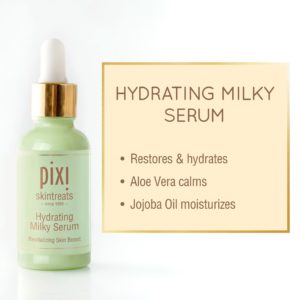 HYDRATING MILKY
SERUM
• Restores & hydrates
• Aloe Vera calms
• Jojoba Oil moisturizes
pixi
skintreats
Hydrating
Milky Serum